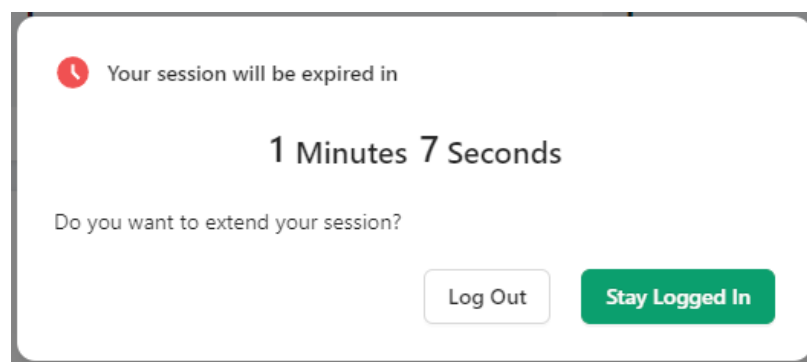 Your session will be expired in
1 Minutes 7 Seconds
Do you want to extend your session?
Log Out
Stay Logged In